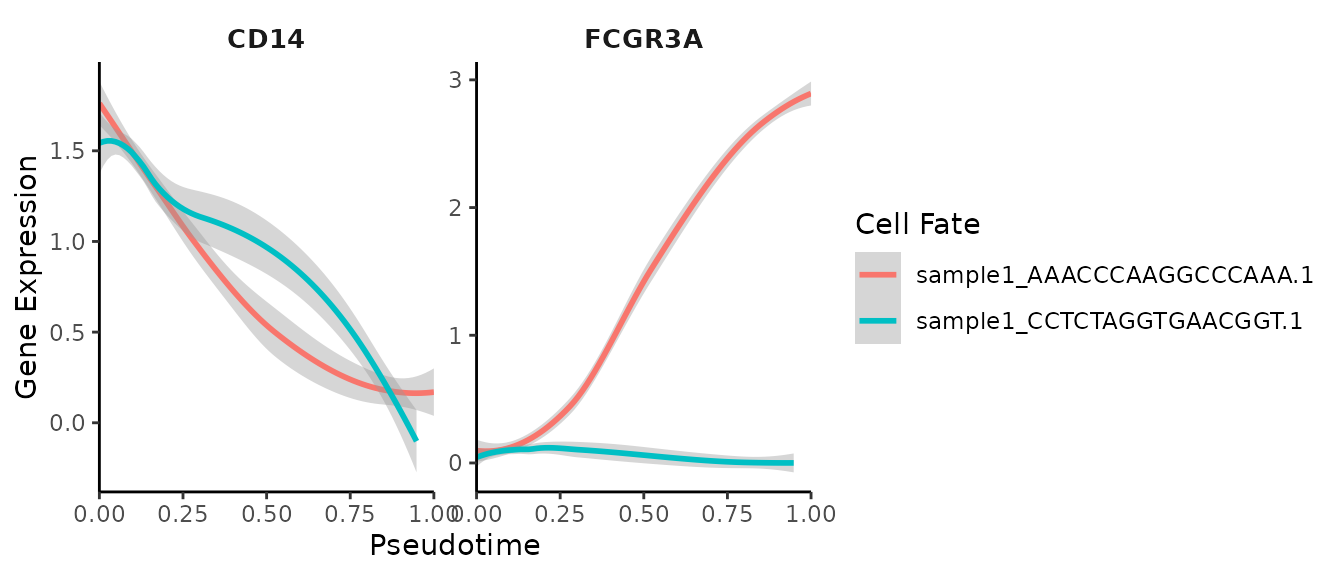 CD14
FCGR3A
Gene Expression
1.5
1.0
0.5
0.0
3
2
1
0
0.00 0.25 0.50 0.75 1.00
0.00 0.25 0.50 0.75 1.00
Pseudotime
Cell Fate
sample1_AAACCCAAGGCCCAAA.1
sample1_CCTCTAGGTGAACGGT.1